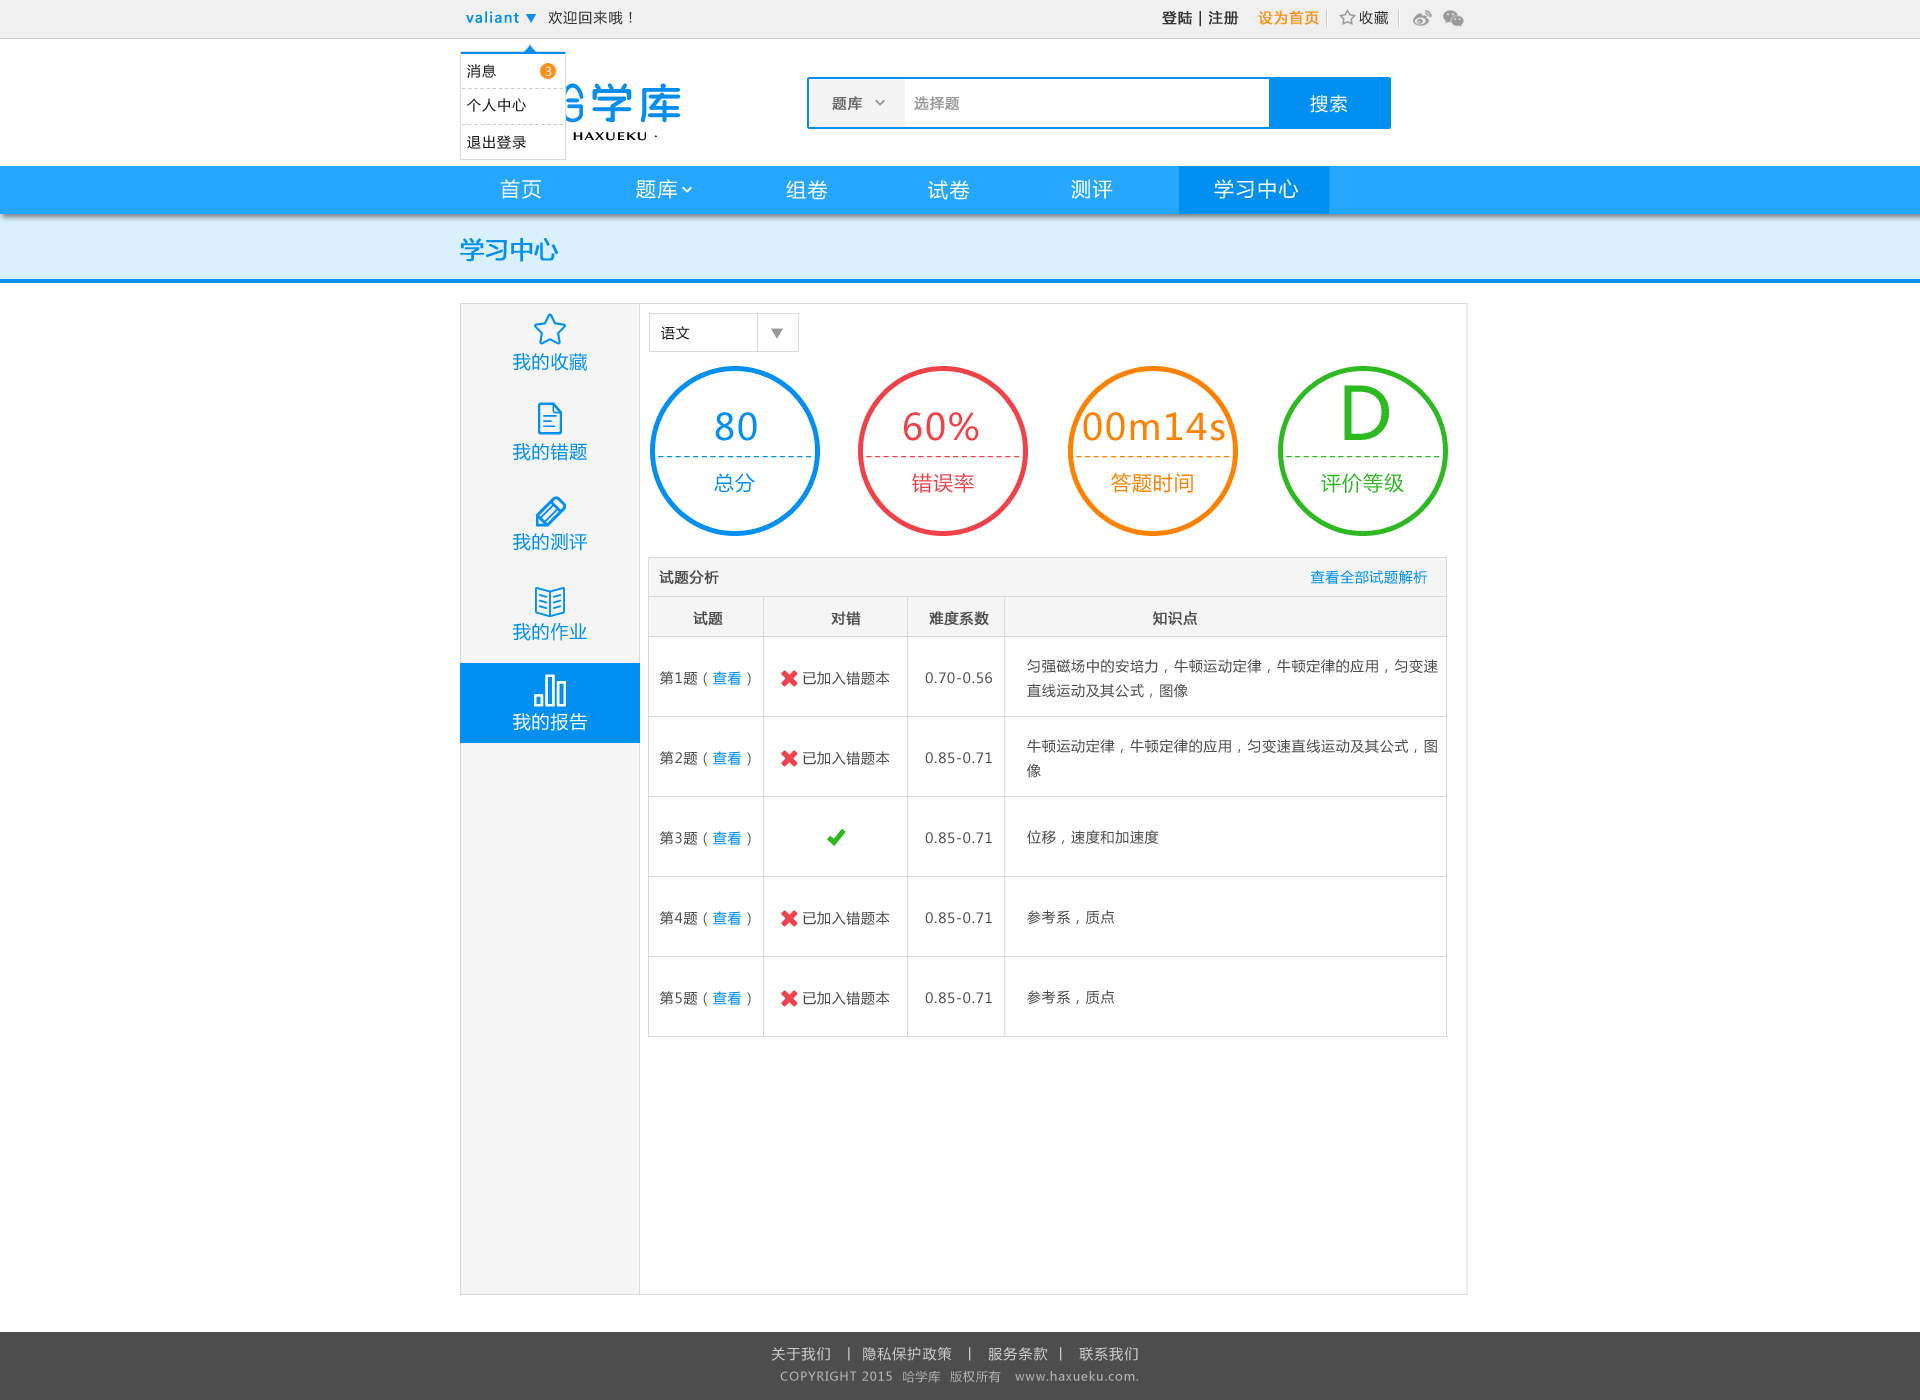 valiant ▼ 欢迎回来哦！
登陆 | 注册 设为首页 收藏
消息 3
个人中心
退出登录
哈学库
HAXUEKU ·
题库 选择题 搜索
首页 题库 组卷 试卷 测评 学习中心
学习中心
我的收藏
我的错题
我的测评
我的作业
我的报告
语文 ▼
80 总分
60% 错误率
00m14s 答题时间
D 评价等级
试题分析 查看全部试题解析
试题 对错 难度系数 知识点
第1题（查看） 已加入错题本 0.70-0.56 匀强磁场中的安培力，牛顿运动定律，牛顿定律的应用，匀变速
直线运动及其公式，图像
第2题（查看） 已加入错题本 0.85-0.71 牛顿运动定律，牛顿定律的应用，匀变速直线运动及其公式，图
像
第3题（查看） 0.85-0.71 位移，速度和加速度
第4题（查看） 已加入错题本 0.85-0.71 参考系，质点
第5题（查看） 已加入错题本 0.85-0.71 参考系，质点
关于我们 | 隐私保护政策 | 服务条款 | 联系我们
COPYRIGHT 2015 哈学库 版权所有 www.haxueku.com.